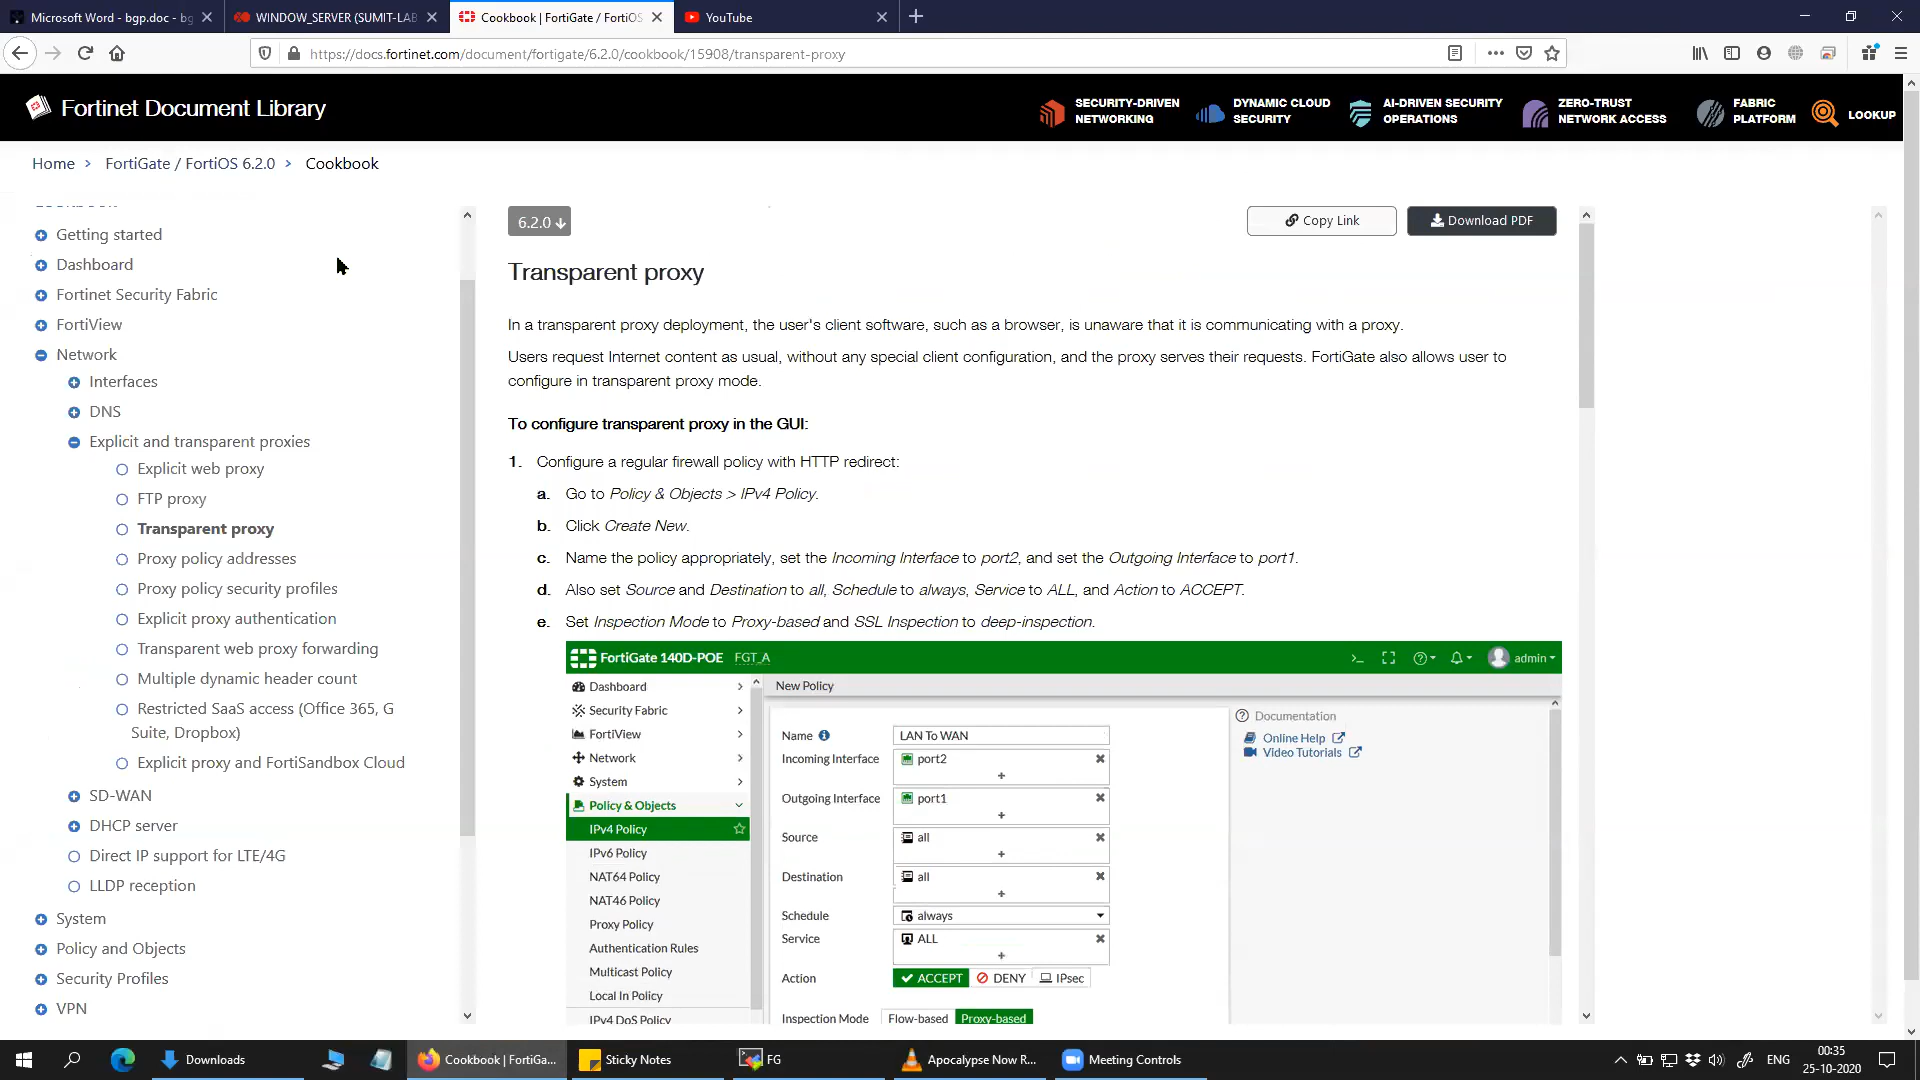 Microsoft Word - bgp.doc - bg
WINDOW_SERVER (SUMIT-LAB
Cookbook | FortiGate / FortiOS
YouTube
https://docs.fortinet.com/document/fortigate/6.2.0/cookbook/15908/transparent-proxy
Fortinet Document Library
SECURITY-DRIVEN
NETWORKING
DYNAMIC CLOUD
SECURITY
AI-DRIVEN SECURITY
OPERATIONS
ZERO-TRUST
NETWORK ACCESS
FABRIC
PLATFORM
LOOKUP
Home > FortiGate / FortiOS 6.2.0 > Cookbook
Getting started
Dashboard
Fortinet Security Fabric
FortiView
Network
Interfaces
DNS
Explicit and transparent proxies
Explicit web proxy
FTP proxy
Transparent proxy
Proxy policy addresses
Proxy policy security profiles
Explicit proxy authentication
Transparent web proxy forwarding
Multiple dynamic header count
Restricted SaaS access (Office 365, G
Suite, Dropbox)
Explicit proxy and FortiSandbox Cloud
SD-WAN
DHCP server
Direct IP support for LTE/4G
LLDP reception
System
Policy and Objects
Security Profiles
VPN
6.2.0
Copy Link
Download PDF
Transparent proxy
In a transparent proxy deployment, the user's client software, such as a browser, is unaware that it is communicating with a proxy.
Users request Internet content as usual, without any special client configuration, and the proxy serves their requests. FortiGate also allows user to
configure in transparent proxy mode.
To configure transparent proxy in the GUI:
1. Configure a regular firewall policy with HTTP redirect:
a. Go to Policy & Objects > IPv4 Policy.
b. Click Create New.
c. Name the policy appropriately, set the Incoming Interface to port2, and set the Outgoing Interface to port1.
d. Also set Source and Destination to all, Schedule to always, Service to ALL, and Action to ACCEPT.
e. Set Inspection Mode to Proxy-based and SSL Inspection to deep-inspection.
FortiGate 140D-POE FGT_A
admin
Dashboard
Security Fabric
FortiView
Network
System
Policy & Objects
IPv4 Policy
IPv6 Policy
NAT64 Policy
NAT46 Policy
Proxy Policy
Authentication Rules
Multicast Policy
Local In Policy
IPv4 DoS Policy
New Policy
Name LAN To WAN
Incoming Interface port2
Outgoing Interface port1
Source all
Destination all
Schedule always
Service ALL
Action ACCEPT DENY IPsec
Inspection Mode Flow-based Proxy-based
Documentation
Online Help
Video Tutorials
Downloads
Cookbook | FortiGa...
Sticky Notes
FG
Apocalypse Now R...
Meeting Controls
ENG
00:35
25-10-2020